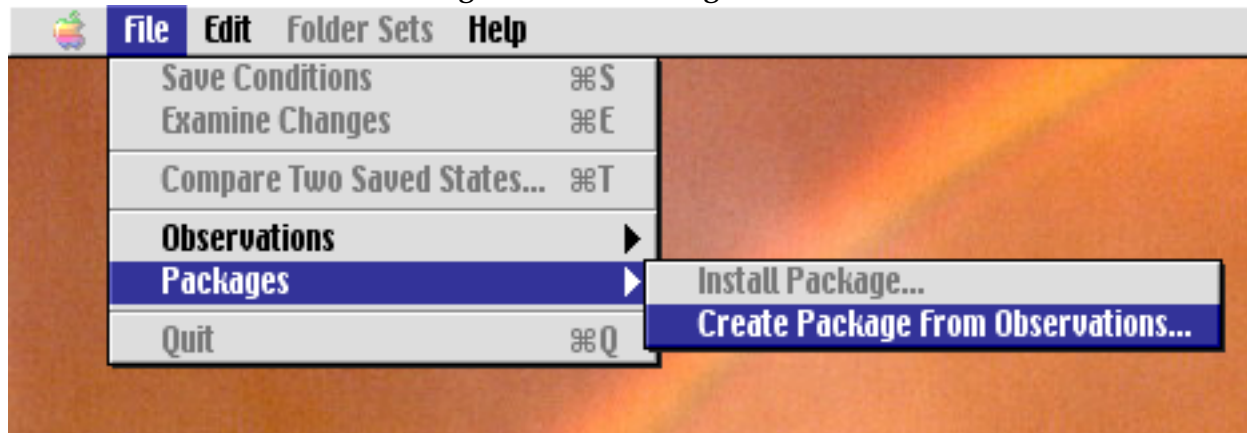 File Edit Folder Sets Help
Save Conditions ⌘S
Examine Changes ⌘E
Compare Two Saved States... ⌘T
Observations
Packages
Install Package...
Create Package From Observations...
Quit ⌘Q